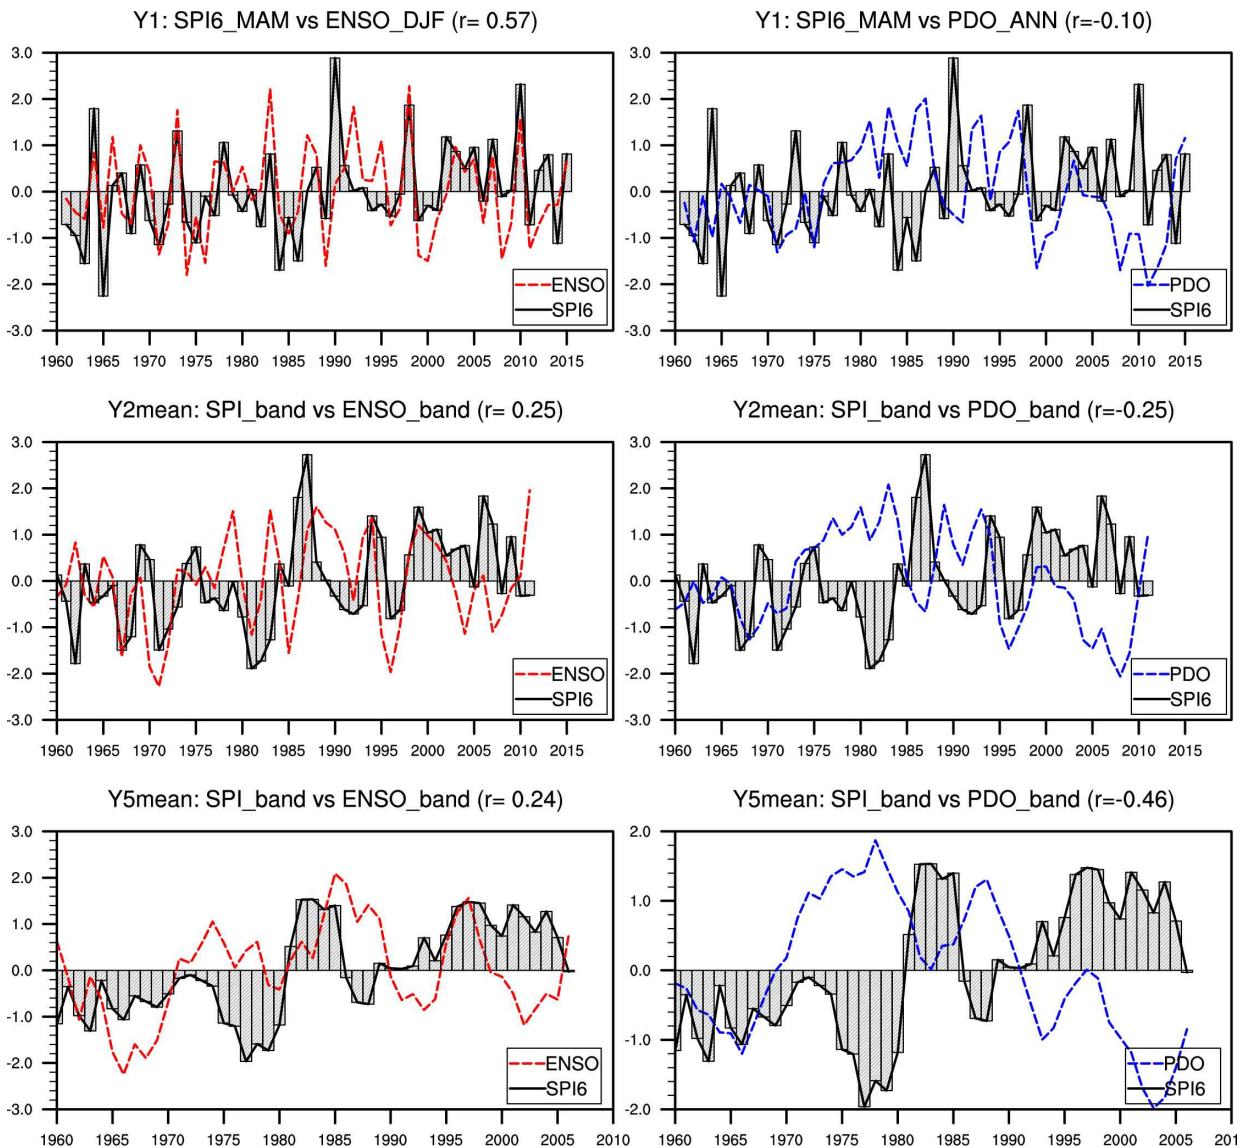 Y1: SPI6_MAM vs ENSO_DJF (r= 0.57)
3.0
2.0
1.0
0.0
-1.0
-2.0
-3.0
ENSO
SPI6
1960 1965 1970 1975 1980 1985 1990 1995 2000 2005 2010 2015
Y1: SPI6_MAM vs PDO_ANN (r=-0.10)
3.0
2.0
1.0
0.0
-1.0
-2.0
-3.0
PDO
SPI6
1960 1965 1970 1975 1980 1985 1990 1995 2000 2005 2010 2015
Y2mean: SPI_band vs ENSO_band (r= 0.25)
3.0
2.0
1.0
0.0
-1.0
-2.0
-3.0
ENSO
SPI6
1960 1965 1970 1975 1980 1985 1990 1995 2000 2005 2010 2015
Y2mean: SPI_band vs PDO_band (r=-0.25)
3.0
2.0
1.0
0.0
-1.0
-2.0
-3.0
PDO
SPI6
1960 1965 1970 1975 1980 1985 1990 1995 2000 2005 2010 2015
Y5mean: SPI_band vs ENSO_band (r= 0.24)
3.0
2.0
1.0
0.0
-1.0
-2.0
-3.0
ENSO
SPI6
1960 1965 1970 1975 1980 1985 1990 1995 2000 2005 2010
Y5mean: SPI_band vs PDO_band (r=-0.46)
2.0
1.0
0.0
-1.0
-2.0
PDO
SPI6
1960 1965 1970 1975 1980 1985 1990 1995 2000 2005 201